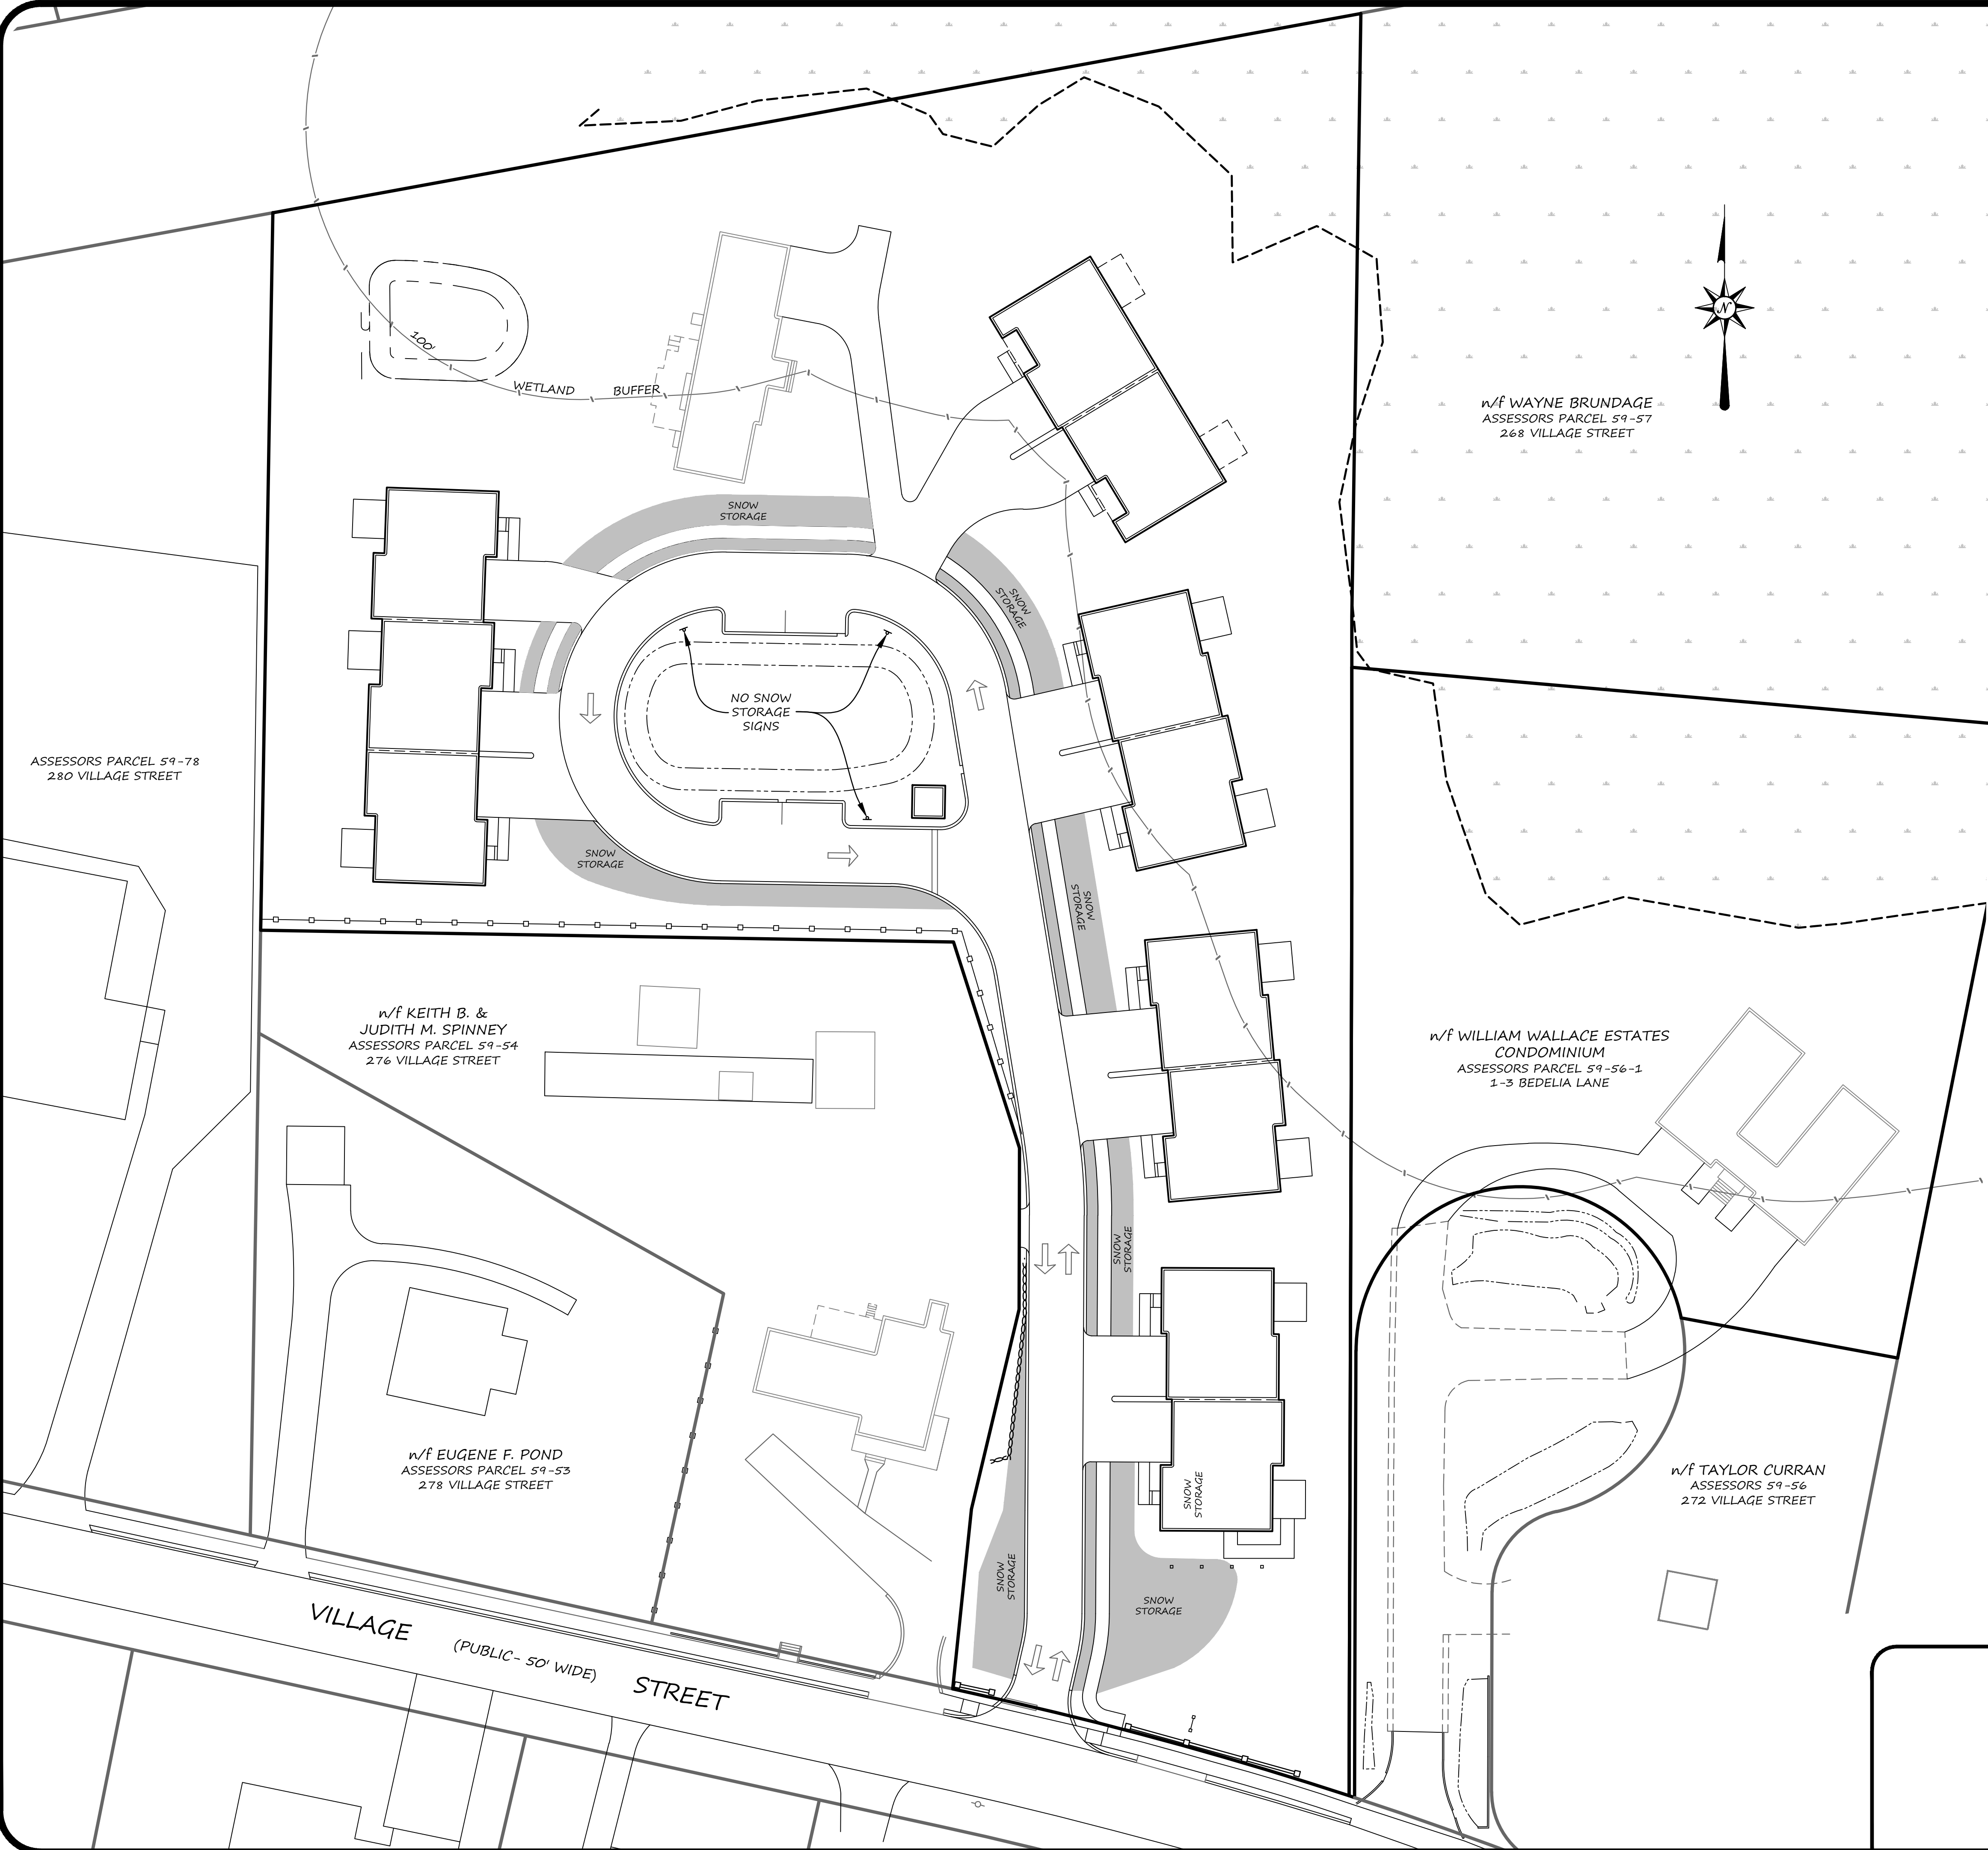 N
n/f WAYNE BRUNDAGE
ASSESSORS PARCEL 59-57
268 VILLAGE STREET
100'
WETLAND BUFFER
SNOW
STORAGE
SNOW
STORAGE
NO SNOW
STORAGE
SIGNS
ASSESSORS PARCEL 59-78
280 VILLAGE STREET
SNOW
STORAGE
SNOW
STORAGE
n/f KEITH B. &
JUDITH M. SPINNEY
ASSESSORS PARCEL 59-54
276 VILLAGE STREET
n/f WILLIAM WALLACE ESTATES
CONDOMINIUM
ASSESSORS PARCEL 59-56-1
1-3 BEDELIA LANE
SNOW
STORAGE
n/f EUGENE F. POND
ASSESSORS PARCEL 59-53
278 VILLAGE STREET
SNOW
STORAGE
n/f TAYLOR CURRAN
ASSESSORS 59-56
272 VILLAGE STREET
SNOW
STORAGE
SNOW
STORAGE
VILLAGE (PUBLIC- 50' WIDE) STREET